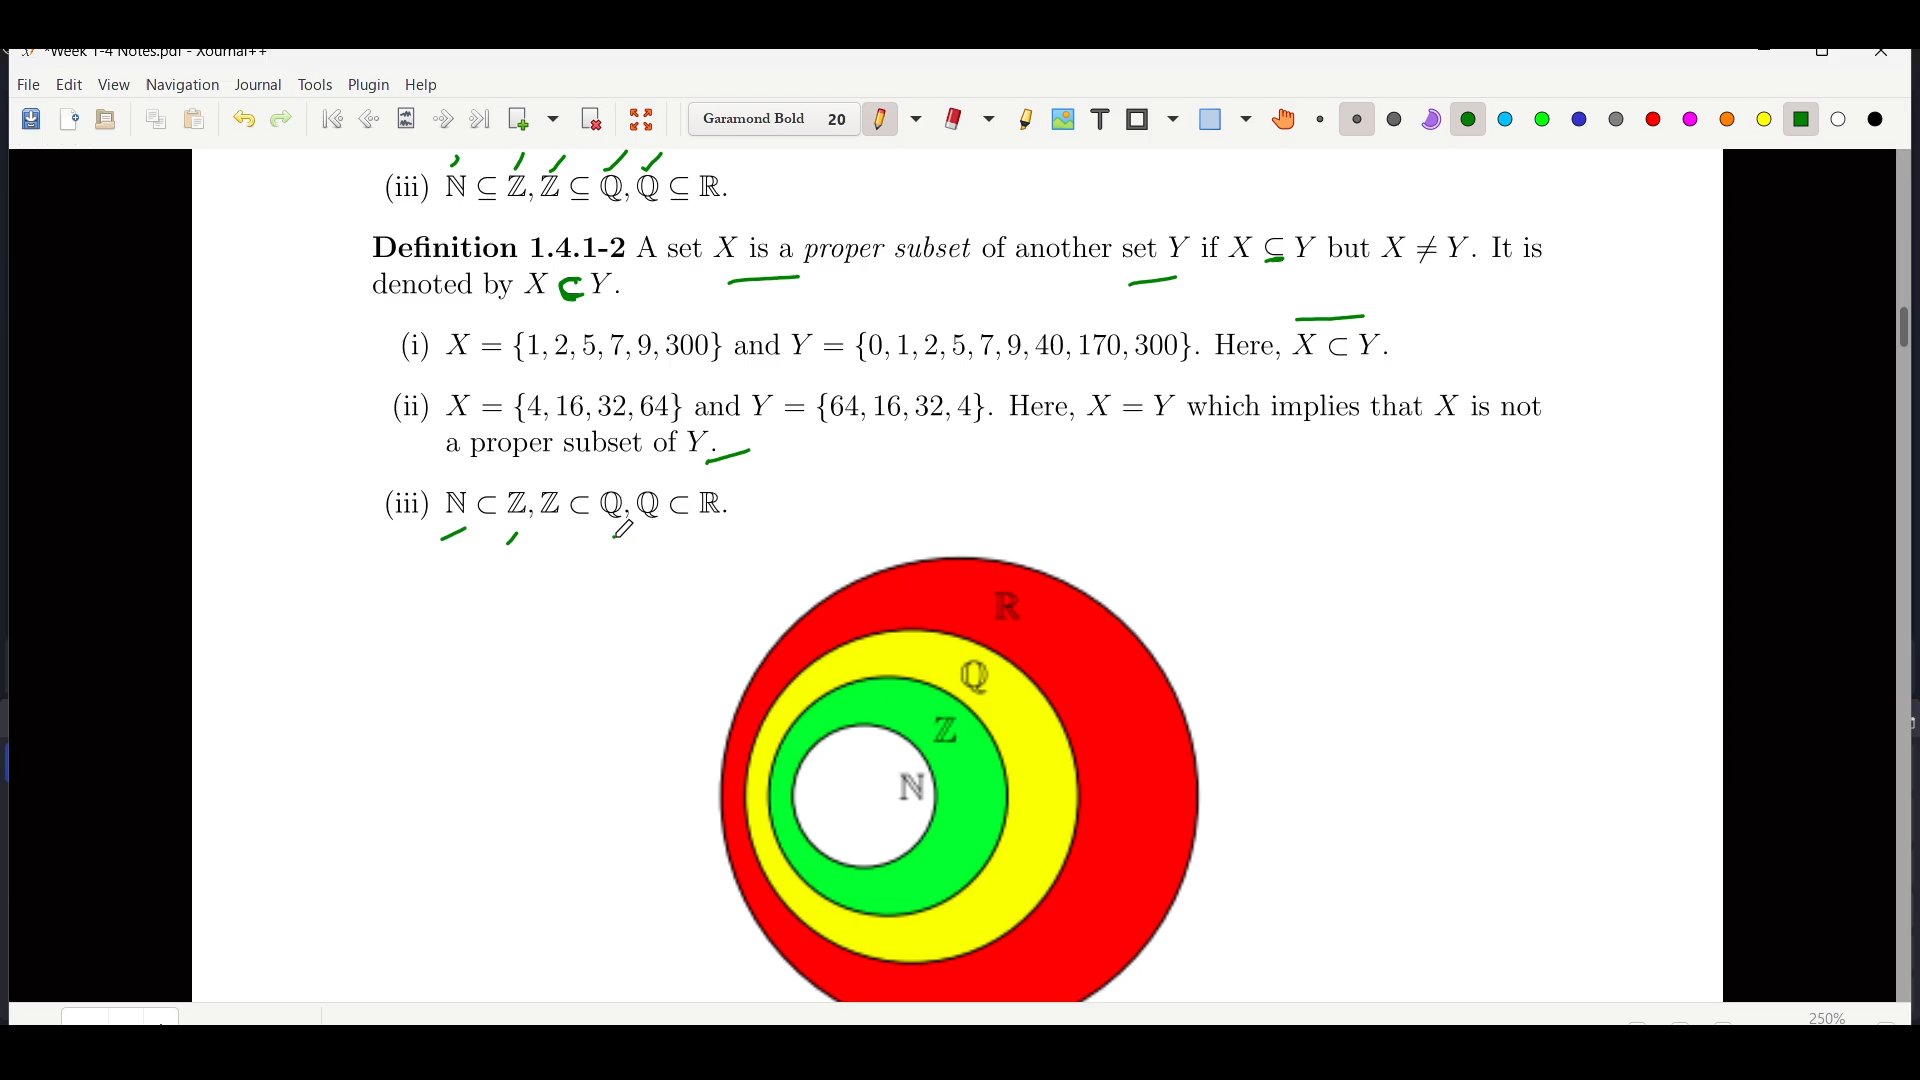 *Week 1-4 Notes.pdf - Xournal++
File Edit View Navigation Journal Tools Plugin Help
Garamond Bold 20
(iii) ℕ ⊆ ℤ, ℤ ⊆ ℚ, ℚ ⊆ ℝ.
Definition 1.4.1-2 A set X is a proper subset of another set Y if X ⊆ Y but X ≠ Y. It is
denoted by X ⊂ Y.
(i) X = {1, 2, 5, 7, 9, 300} and Y = {0, 1, 2, 5, 7, 9, 40, 170, 300}. Here, X ⊂ Y.
(ii) X = {4, 16, 32, 64} and Y = {64, 16, 32, 4}. Here, X = Y which implies that X is not
a proper subset of Y.
(iii) ℕ ⊂ ℤ, ℤ ⊂ ℚ, ℚ ⊂ ℝ.
ℝ
ℚ
ℤ
ℕ
250%